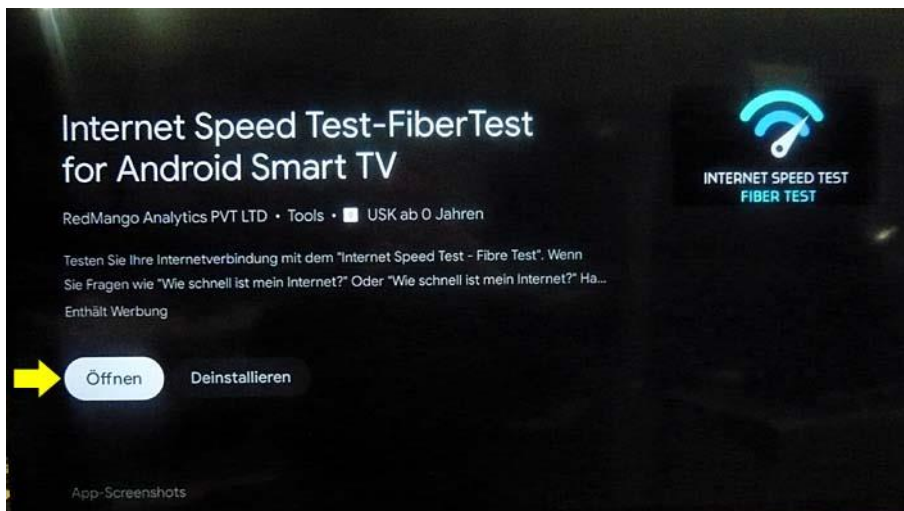 Internet Speed Test-FiberTest
for Android Smart TV
INTERNET SPEED TEST
FIBER TEST
RedMango Analytics PVT LTD • Tools • 0 USK ab 0 Jahren
Testen Sie Ihre Internetverbindung mit dem "Internet Speed Test - Fibre Test". Wenn
Sie Fragen wie "Wie schnell ist mein Internet?" Oder "Wie schnell ist mein Internet?" Ha...
Enthält Werbung
Öffnen Deinstallieren
App-Screenshots